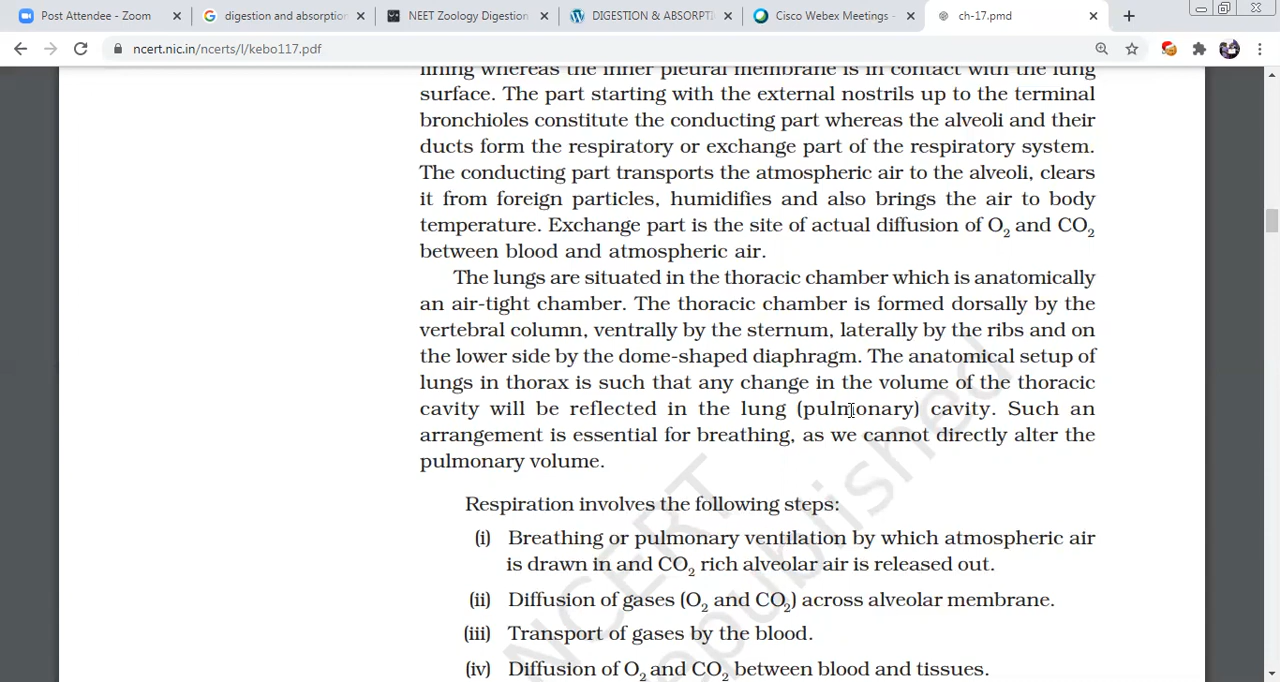 Post Attendee - Zoom
digestion and absorption
NEET Zoology Digestion
DIGESTION & ABSORPTI
Cisco Webex Meetings -
ch-17.pmd
ncert.nic.in/ncerts/l/kebo117.pdf
lining whereas the inner pleural membrane is in contact with the lung
surface. The part starting with the external nostrils up to the terminal
bronchioles constitute the conducting part whereas the alveoli and their
ducts form the respiratory or exchange part of the respiratory system.
The conducting part transports the atmospheric air to the alveoli, clears
it from foreign particles, humidifies and also brings the air to body
temperature. Exchange part is the site of actual diffusion of O₂ and CO₂
between blood and atmospheric air.
The lungs are situated in the thoracic chamber which is anatomically
an air-tight chamber. The thoracic chamber is formed dorsally by the
vertebral column, ventrally by the sternum, laterally by the ribs and on
the lower side by the dome-shaped diaphragm. The anatomical setup of
lungs in thorax is such that any change in the volume of the thoracic
cavity will be reflected in the lung (pulmonary) cavity. Such an
arrangement is essential for breathing, as we cannot directly alter the
pulmonary volume.
Respiration involves the following steps:
(i) Breathing or pulmonary ventilation by which atmospheric air
is drawn in and CO₂ rich alveolar air is released out.
(ii) Diffusion of gases (O₂ and CO₂) across alveolar membrane.
(iii) Transport of gases by the blood.
(iv) Diffusion of O₂ and CO₂ between blood and tissues.
NCERT
republished